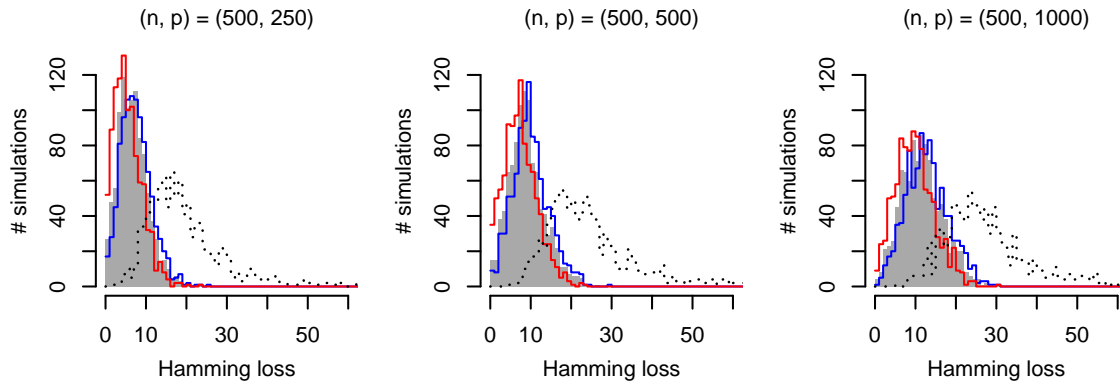 (n, p) = (500, 250)
# simulations
120
80
40
0
0 10 30 50
Hamming loss
(n, p) = (500, 500)
# simulations
120
80
40
0
0 10 30 50
Hamming loss
(n, p) = (500, 1000)
# simulations
120
80
40
0
0 10 30 50
Hamming loss